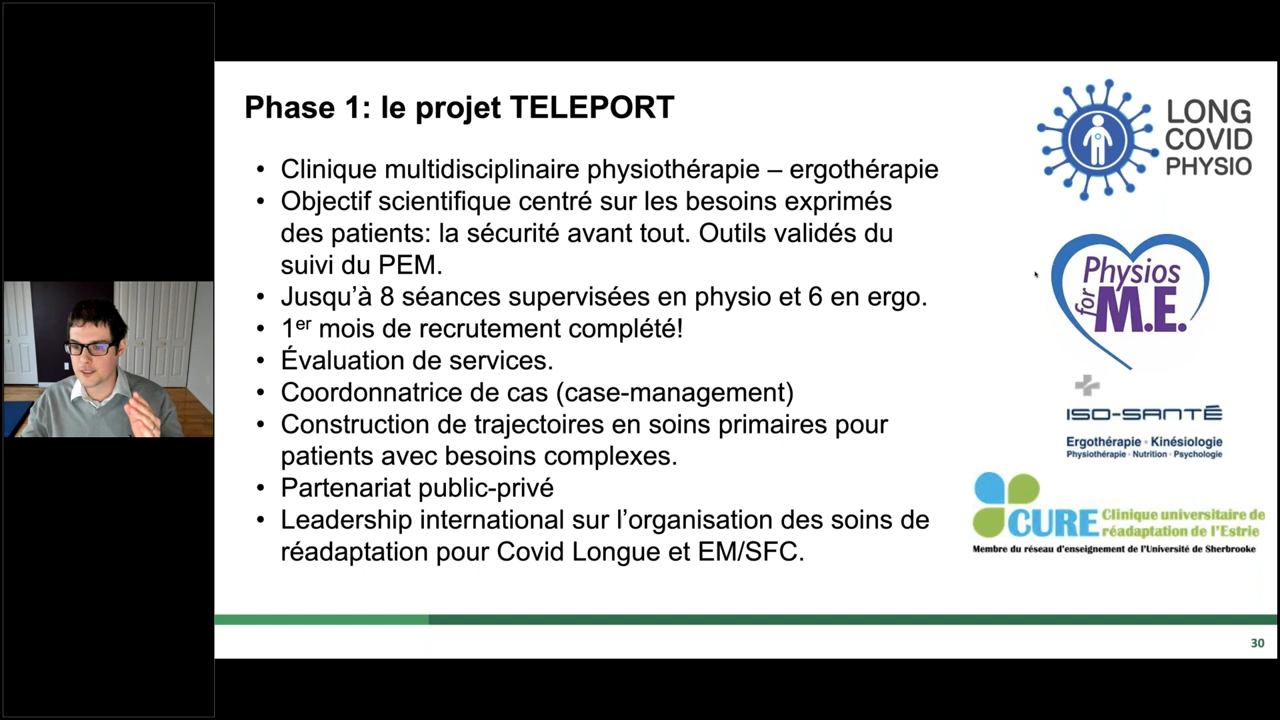 Phase 1: le projet TELEPORT
• Clinique multidisciplinaire physiothérapie – ergothérapie
• Objectif scientifique centré sur les besoins exprimés
des patients: la sécurité avant tout. Outils validés du
suivi du PEM.
• Jusqu’à 8 séances supervisées en physio et 6 en ergo.
• 1er mois de recrutement complété!
• Évaluation de services.
• Coordonnatrice de cas (case-management)
• Construction de trajectoires en soins primaires pour
patients avec besoins complexes.
• Partenariat public-privé
• Leadership international sur l’organisation des soins de
réadaptation pour Covid Longue et EM/SFC.
LONG
COVID
PHYSIO
Physios
for M.E.
ISO-SANTÉ
Ergothérapie · Kinésiologie
Physiothérapie · Nutrition · Psychologie
CURE Clinique universitaire de
réadaptation de l'Estrie
Membre du réseau d'enseignement de l'Université de Sherbrooke
30